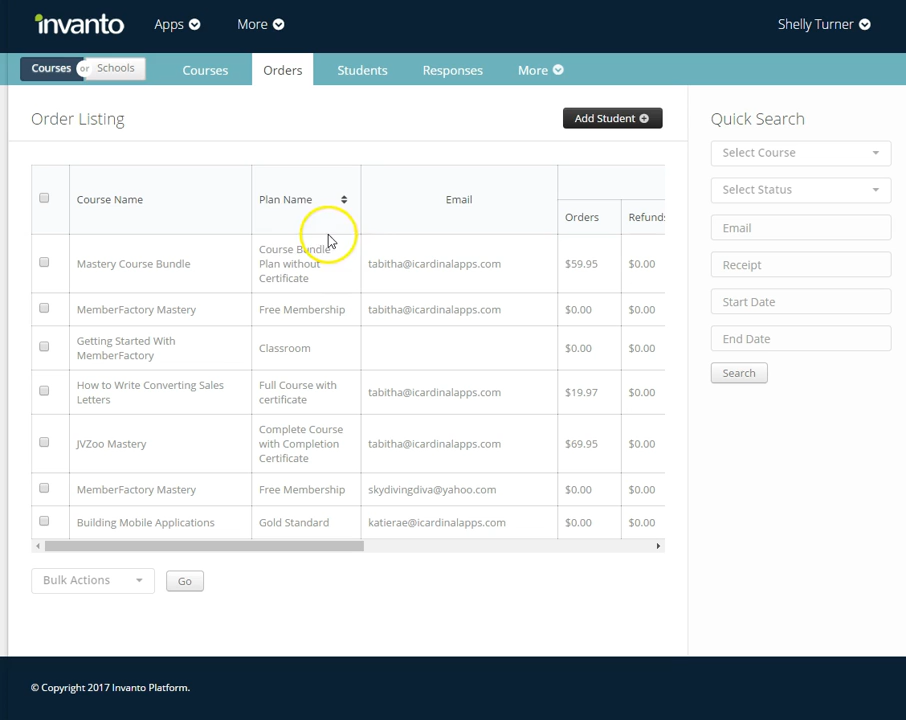 invanto Apps More Shelly Turner
Courses or Schools Courses Orders Students Responses More
Order Listing
Add Student
Quick Search
Select Course
Select Status
Email
Receipt
Start Date
End Date
Search
Course Name Plan Name Email
Orders Refunds
Mastery Course Bundle
Course Bundle
Plan without
Certificate
tabitha@icardinalapps.com $59.95 $0.00
MemberFactory Mastery Free Membership tabitha@icardinalapps.com $0.00 $0.00
Getting Started With
MemberFactory
Classroom $0.00 $0.00
How to Write Converting Sales
Letters
Full Course with
certificate
tabitha@icardinalapps.com $19.97 $0.00
JVZoo Mastery
Complete Course
with Completion
Certificate
tabitha@icardinalapps.com $69.95 $0.00
MemberFactory Mastery Free Membership skydivingdiva@yahoo.com $0.00 $0.00
Building Mobile Applications Gold Standard katierae@icardinalapps.com $0.00 $0.00
Bulk Actions Go
© Copyright 2017 Invanto Platform.